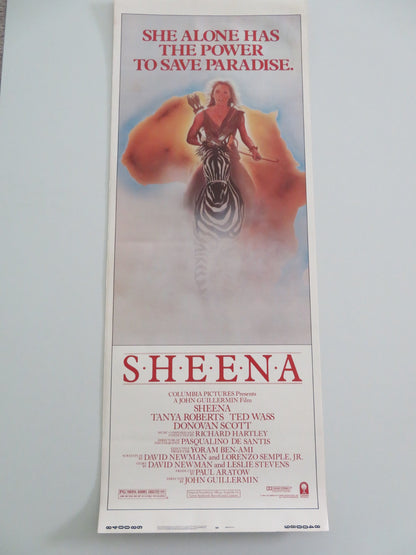 SHE ALONE HAS
THE POWER
TO SAVE PARADISE.
S·H·E·E·N·A
COLUMBIA PICTURES Presents
A JOHN GUILLERMIN Film
SHEENA
TANYA ROBERTS TED WASS
DONOVAN SCOTT
RICHARD HARTLEY
PASQUALINO DE SANTIS
YORAM BEN-AMI
DAVID NEWMAN and LORENZO SEMPLE, JR.
DAVID NEWMAN and LESLIE STEVENS
PAUL ARATOW
JOHN GUILLERMIN
840085
840085